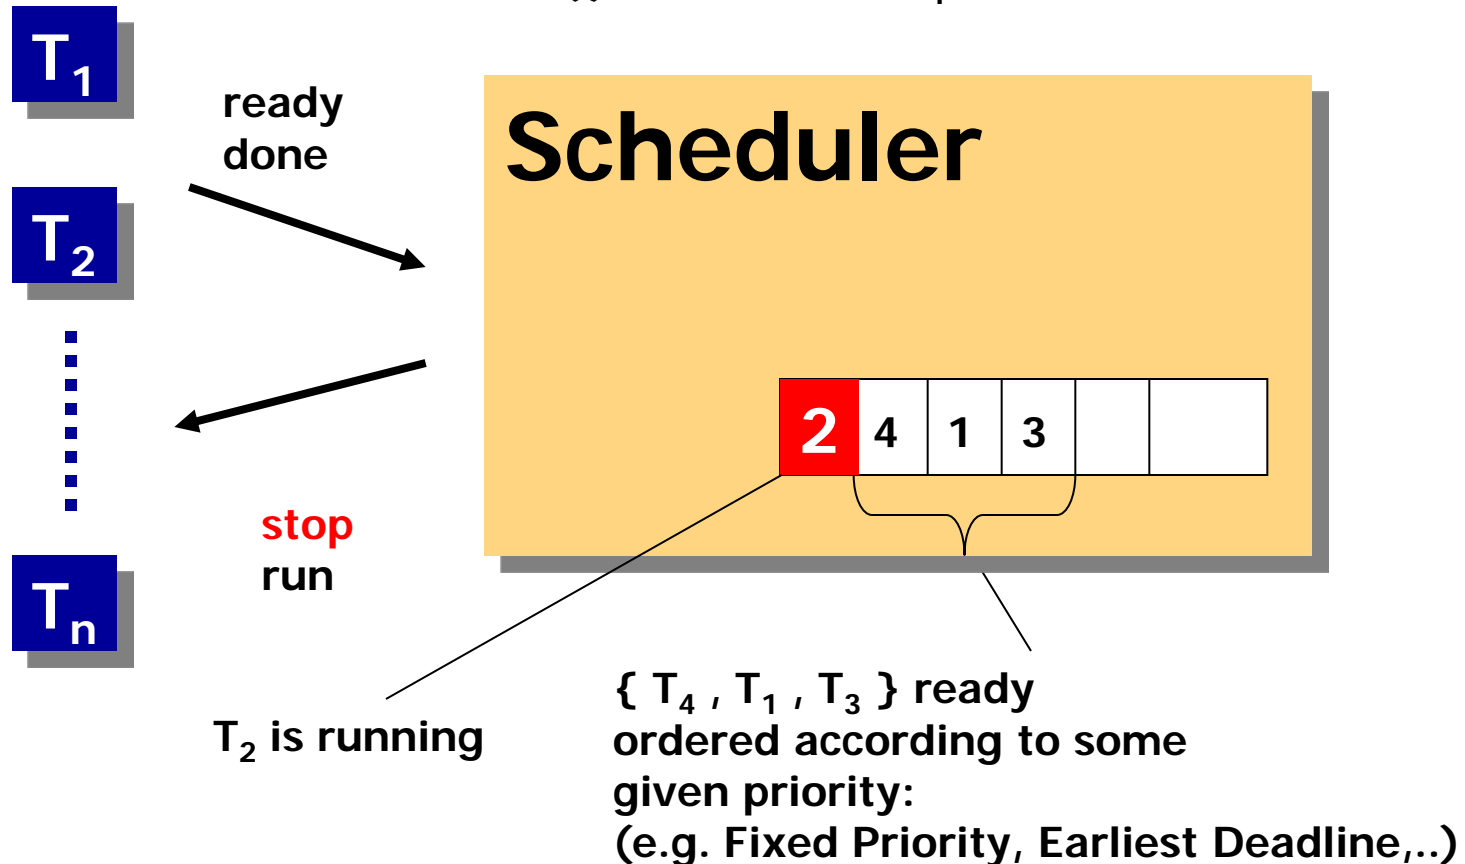 T1
ready
done
Scheduler
T2
2 4 1 3
stop
run
Tn
T2 is running
{ T4 , T1 , T3 } ready
ordered according to some
given priority:
(e.g. Fixed Priority, Earliest Deadline,..)